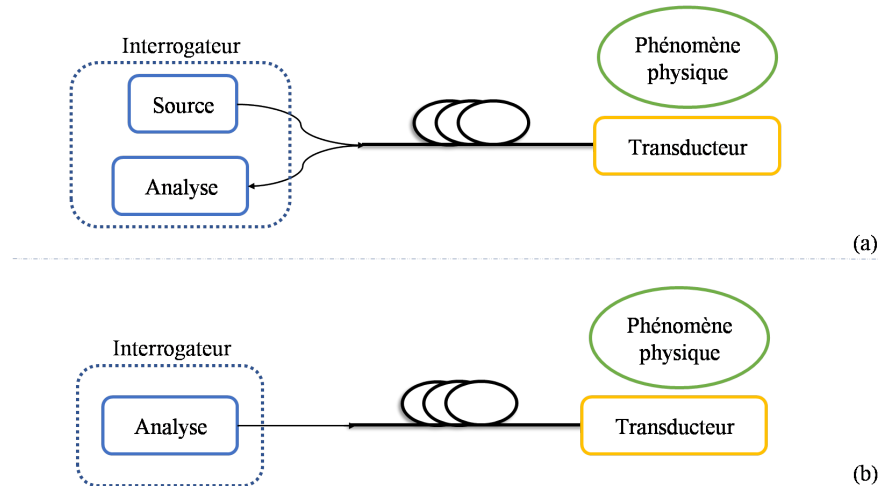 Interrogateur
Source
Analyse
Phénomène
physique
Transducteur
(a)
Interrogateur
Analyse
Phénomène
physique
Transducteur
(b)